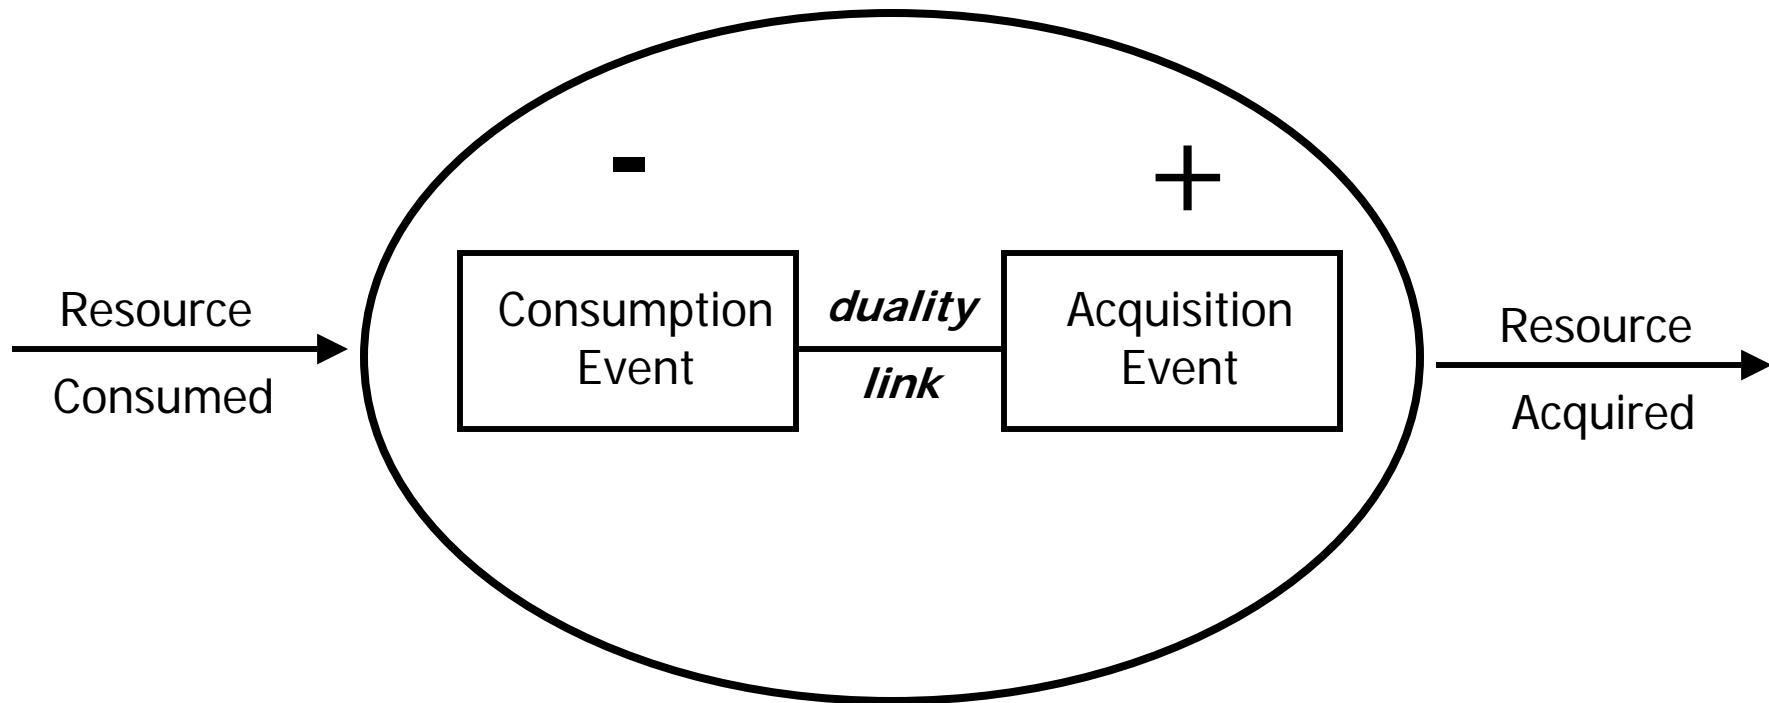 -
+
Resource
Consumed
Consumption
Event
duality
link
Acquisition
Event
Resource
Acquired